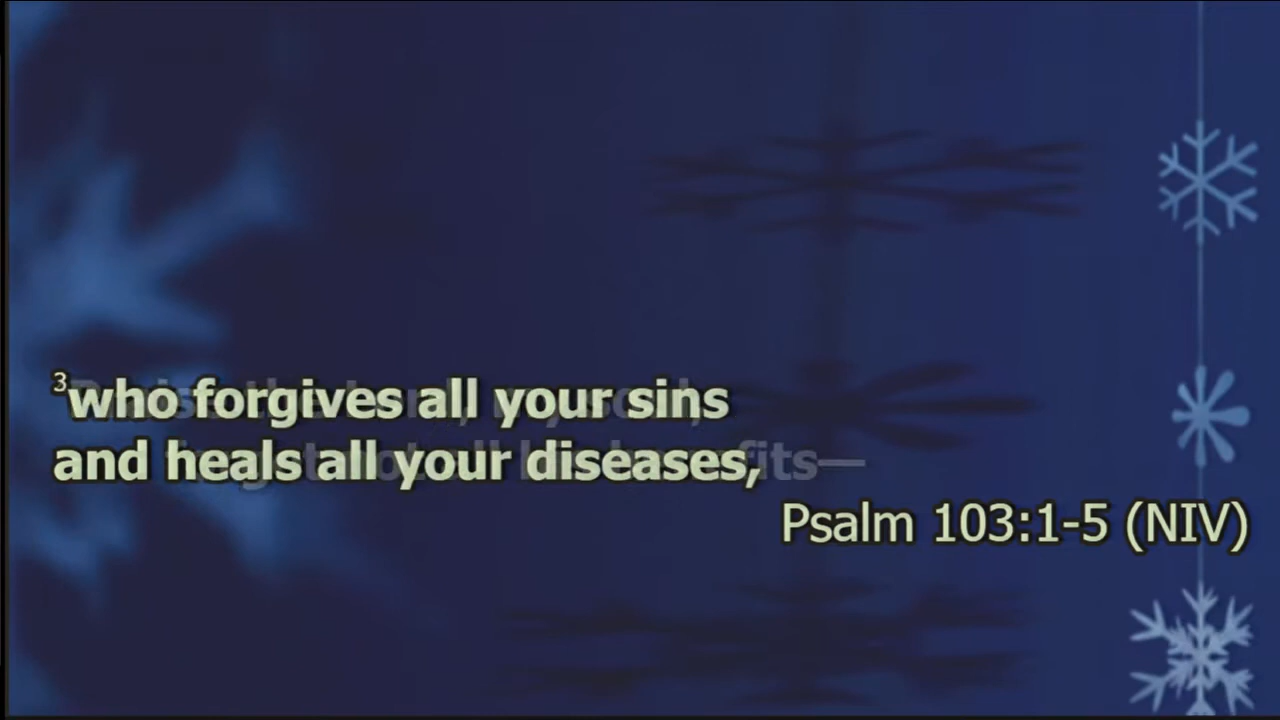 ³who forgives all your sins
and heals all your diseases,
Psalm 103:1-5 (NIV)